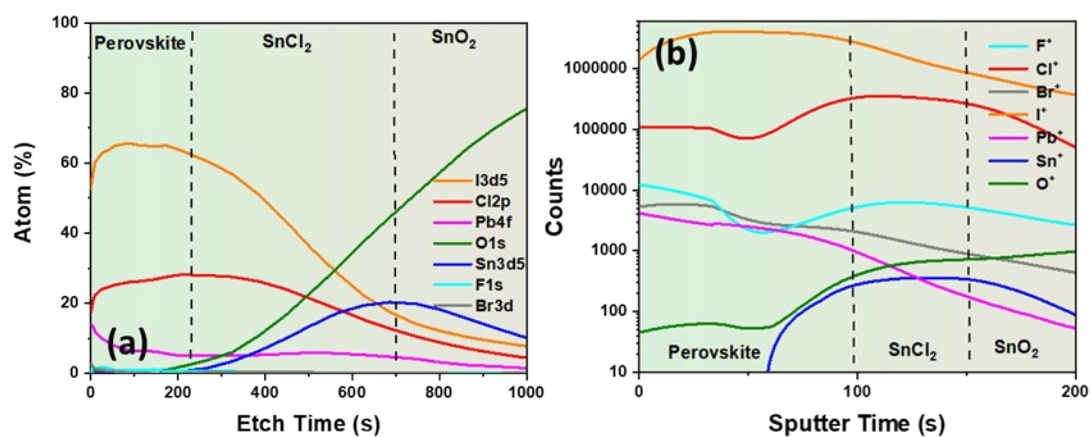 100
80
60
40
20
0
Atom (%)
Perovskite
SnCl₂
SnO₂
I3d5
Cl2p
Pb4f
O1s
Sn3d5
F1s
Br3d
(a)
0 200 400 600 800 1000
Etch Time (s)
1000000
100000
10000
1000
100
10
Counts
(b)
F⁺
Cl⁺
Br⁺
I⁺
Pb⁺
Sn⁺
O⁺
Perovskite
SnCl₂
SnO₂
0 100 200
Sputter Time (s)